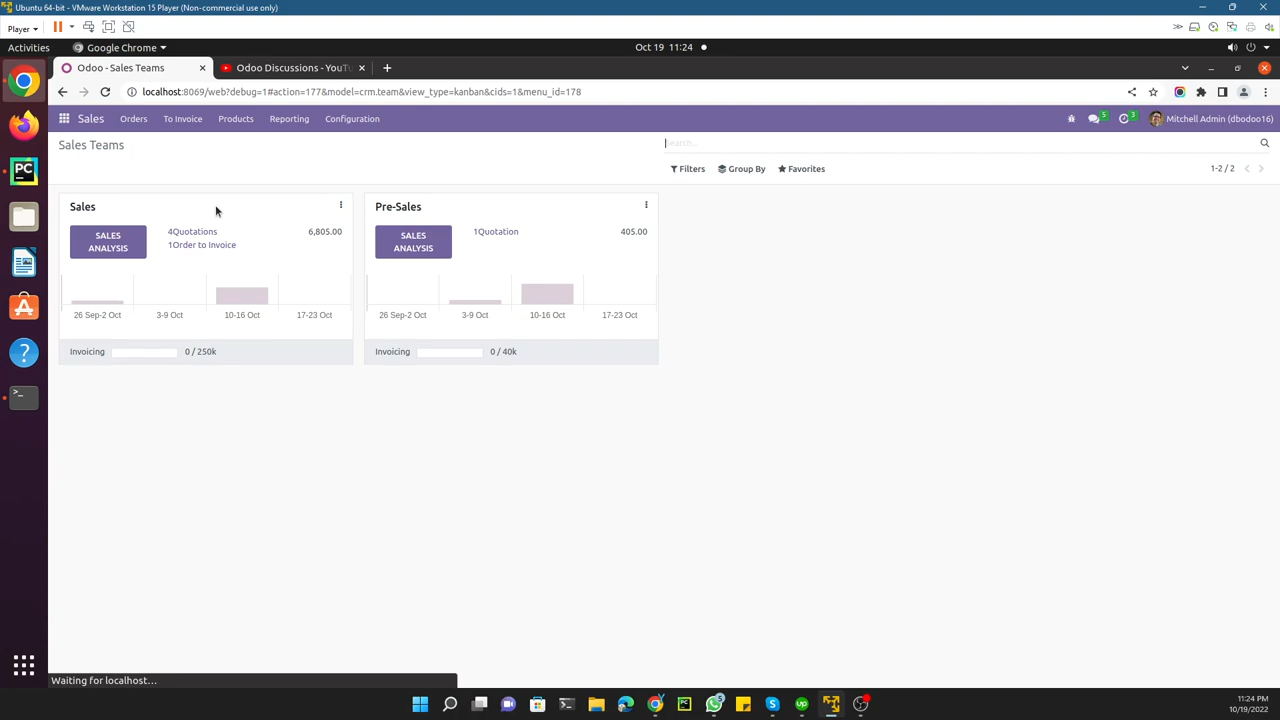 Ubuntu 64-bit - VMware Workstation 15 Player (Non-commercial use only)
Player
Activities
Google Chrome
Oct 19 11:24
Odoo - Sales Teams
Odoo Discussions - YouTu
localhost:8069/web?debug=1#action=177&model=crm.team&view_type=kanban&cids=1&menu_id=178
Sales
Orders
To Invoice
Products
Reporting
Configuration
5
3
Mitchell Admin (dbodoo16)
Sales Teams
Search...
Filters
Group By
Favorites
1-2 / 2
Sales
SALES ANALYSIS
4Quotations
6,805.00
1Order to Invoice
26 Sep-2 Oct
3-9 Oct
10-16 Oct
17-23 Oct
Invoicing
0 / 250k
Pre-Sales
SALES ANALYSIS
1Quotation
405.00
26 Sep-2 Oct
3-9 Oct
10-16 Oct
17-23 Oct
Invoicing
0 / 40k
Waiting for localhost...
11:24 PM
10/19/2022